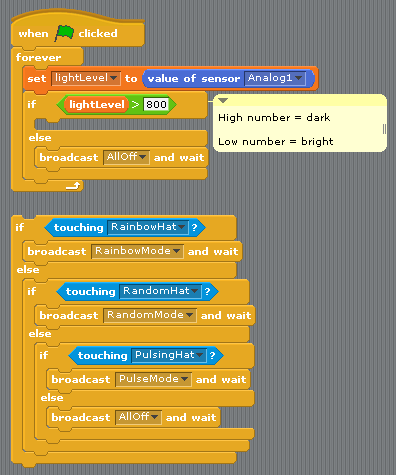 when clicked
forever
set lightLevel to value of sensor Analog1
if lightLevel > 800
High number = dark
Low number = bright
else
broadcast AllOff and wait
if touching RainbowHat ?
broadcast RainbowMode and wait
else
if touching RandomHat ?
broadcast RandomMode and wait
else
if touching PulsingHat ?
broadcast PulseMode and wait
else
broadcast AllOff and wait